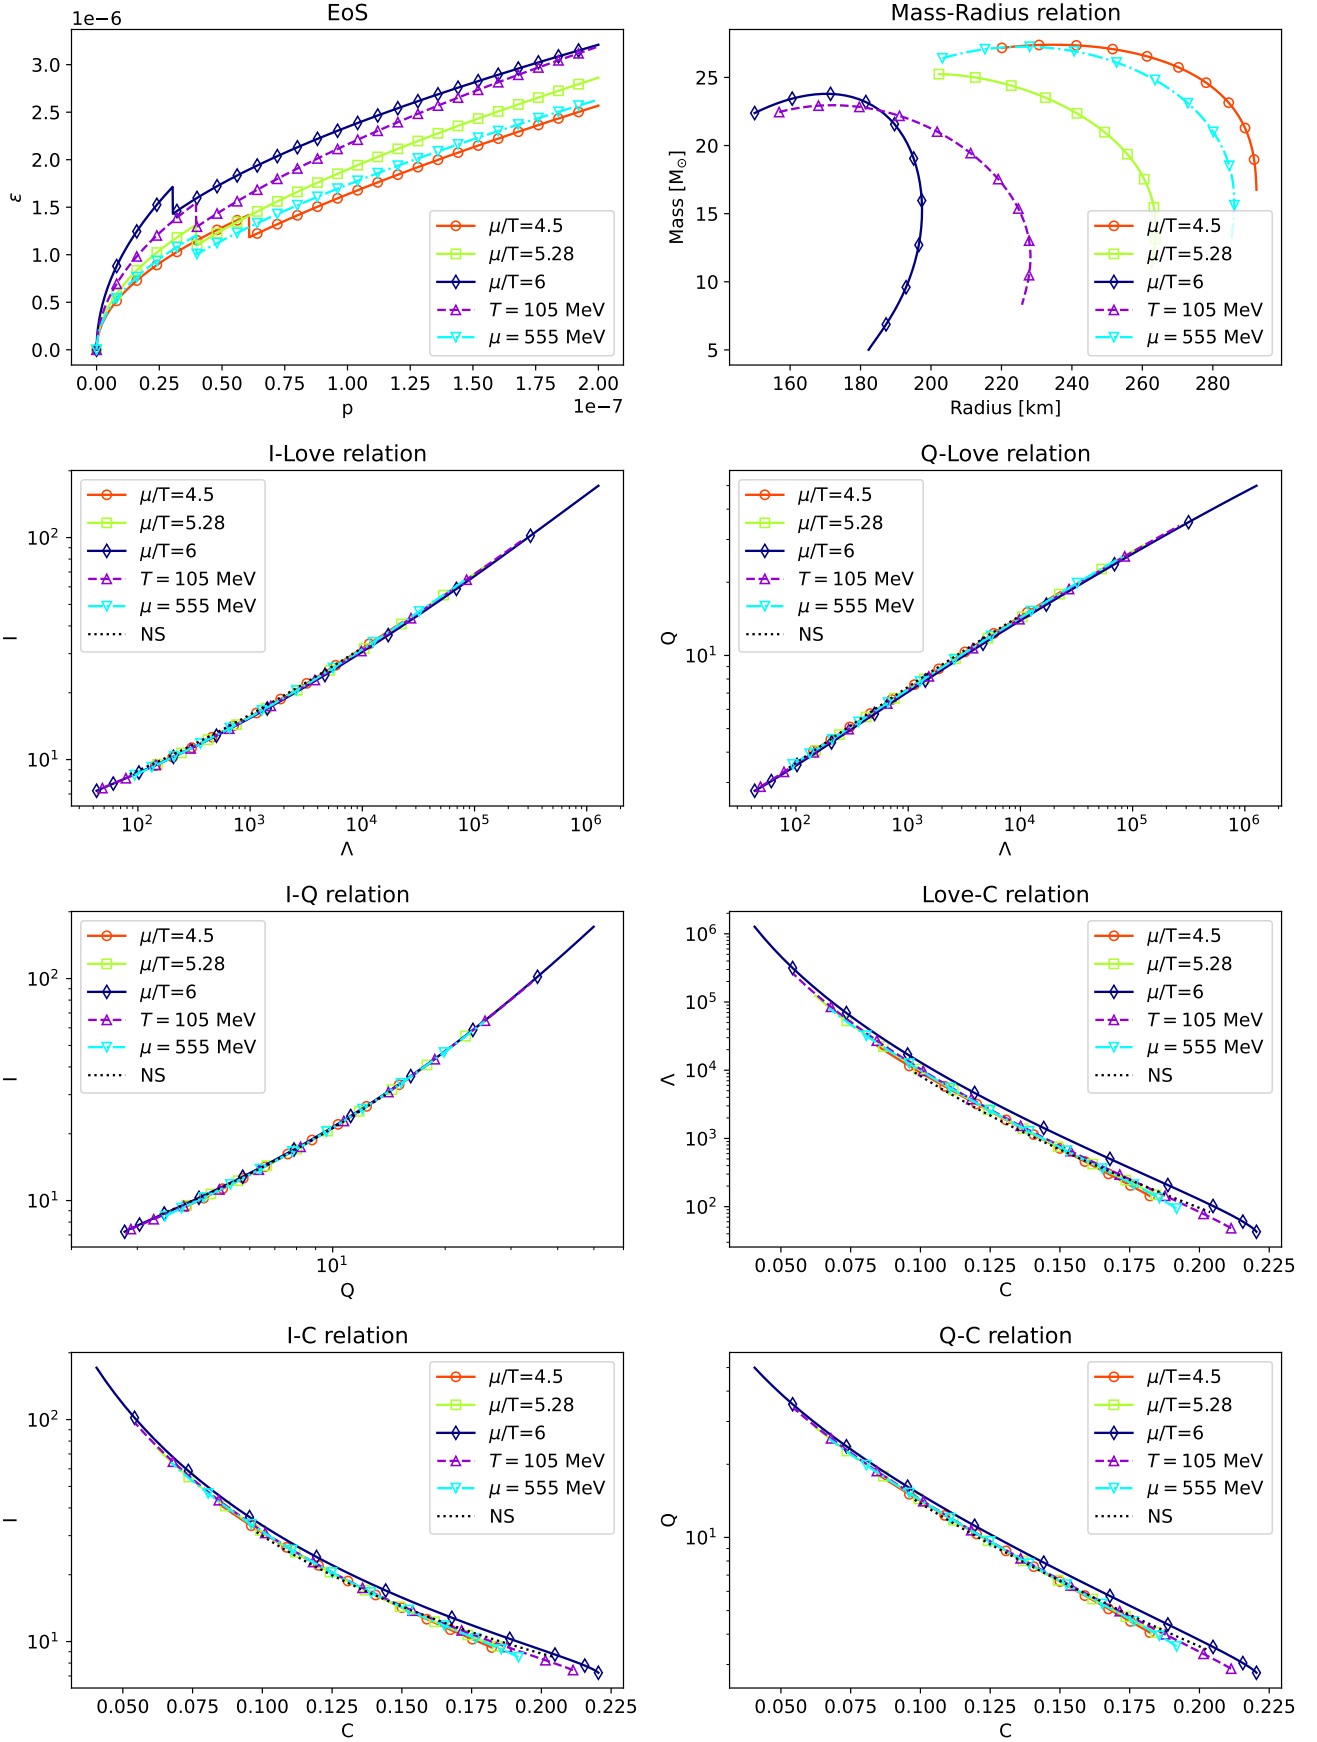 EoS
1e−6
ε
3.0
2.5
2.0
1.5
1.0
0.5
0.0
μ/T=4.5
μ/T=5.28
μ/T=6
T = 105 MeV
μ = 555 MeV
0.00 0.25 0.50 0.75 1.00 1.25 1.50 1.75 2.00
p
1e−7
Mass-Radius relation
Mass [M⊙]
25
20
15
10
5
μ/T=4.5
μ/T=5.28
μ/T=6
T = 105 MeV
μ = 555 MeV
160 180 200 220 240 260 280
Radius [km]
I-Love relation
I
10²
10¹
μ/T=4.5
μ/T=5.28
μ/T=6
T = 105 MeV
μ = 555 MeV
NS
10² 10³ 10⁴ 10⁵ 10⁶
Λ
Q-Love relation
Q
10¹
μ/T=4.5
μ/T=5.28
μ/T=6
T = 105 MeV
μ = 555 MeV
NS
10² 10³ 10⁴ 10⁵ 10⁶
Λ
I-Q relation
I
10²
10¹
μ/T=4.5
μ/T=5.28
μ/T=6
T = 105 MeV
μ = 555 MeV
NS
10¹
Q
Love-C relation
Λ
10⁶
10⁵
10⁴
10³
10²
μ/T=4.5
μ/T=5.28
μ/T=6
T = 105 MeV
μ = 555 MeV
NS
0.050 0.075 0.100 0.125 0.150 0.175 0.200 0.225
C
I-C relation
I
10²
10¹
μ/T=4.5
μ/T=5.28
μ/T=6
T = 105 MeV
μ = 555 MeV
NS
0.050 0.075 0.100 0.125 0.150 0.175 0.200 0.225
C
Q-C relation
Q
10¹
μ/T=4.5
μ/T=5.28
μ/T=6
T = 105 MeV
μ = 555 MeV
NS
0.050 0.075 0.100 0.125 0.150 0.175 0.200 0.225
C